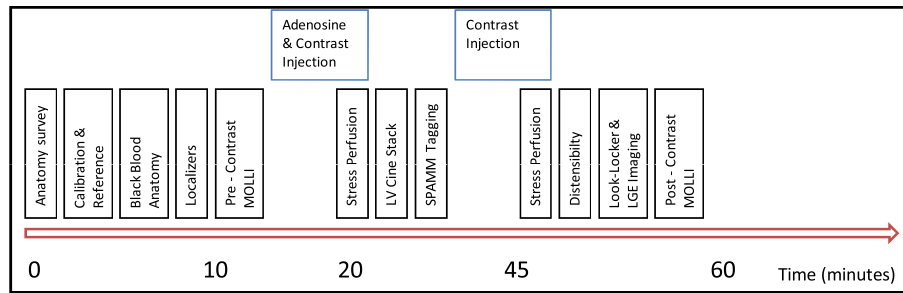 Adenosine
& Contrast
Injection
Contrast
Injection
Anatomy survey
Calibration &
Reference
Black Blood
Anatomy
Localizers
Pre - Contrast
MOLLI
Stress Perfusion
LV Cine Stack
SPAMM Tagging
Stress Perfusion
Distensibilty
Look-Locker &
LGE Imaging
Post - Contrast
MOLLI
0 10 20 45 60 Time (minutes)